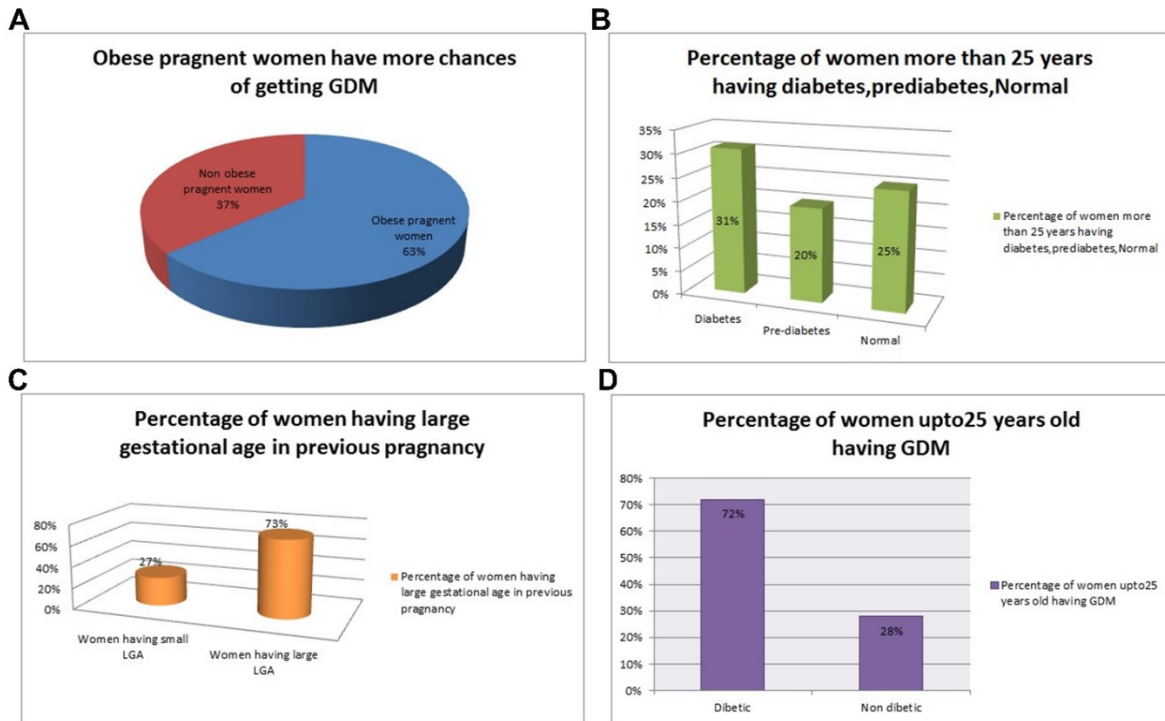 A
Obese pragnent women have more chances
of getting GDM
Non obese
pragnent women
37%
Obese pragnent
women
63%
B
Percentage of women more than 25 years
having diabetes,prediabetes,Normal
35%
30%
25%
20%
15%
10%
5%
0%
31%
20%
25%
Diabetes
Pre-diabetes
Normal
Percentage of women more
than 25 years having
diabetes,prediabetes,Normal
C
Percentage of women having large
gestational age in previous pragnancy
80%
60%
40%
20%
0%
27%
73%
Women having small
LGA
Women having large
LGA
Percentage of women having
large gestational age in previous
pragnancy
D
Percentage of women upto25 years old
having GDM
80%
70%
60%
50%
40%
30%
20%
10%
0%
72%
28%
Dibetic
Non dibetic
Percentage of women upto25
years old having GDM